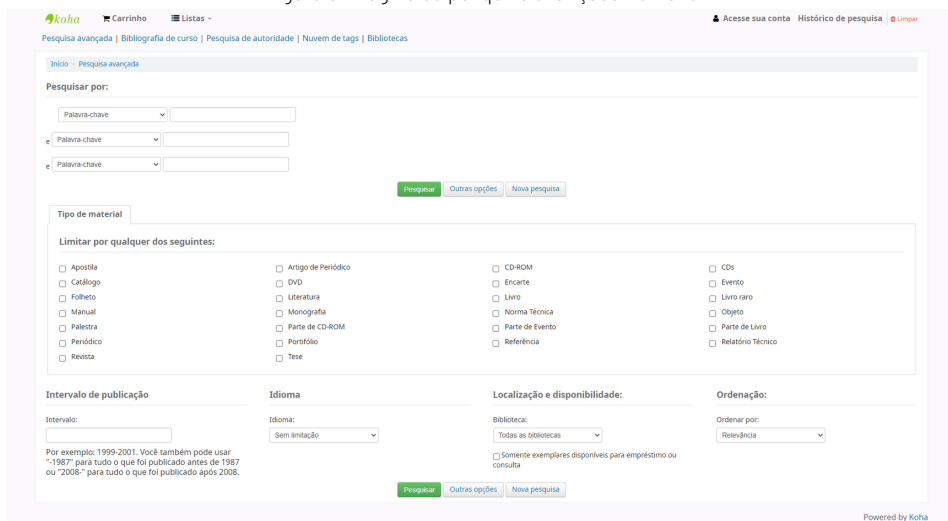 koha Carrinho Listas Acesse sua conta Histórico de pesquisa Limpar
Pesquisa avançada | Bibliografia de curso | Pesquisa de autoridade | Nuvem de tags | Bibliotecas
Início Pesquisa avançada
Pesquisar por:
Palavra-chave
e Palavra-chave
e Palavra-chave
Pesquisar Outras opções Nova pesquisa
Tipo de material
Limitar por qualquer dos seguintes:
Apostila Artigo de Periódico CD-ROM CDs
Catálogo DVD Encarte Evento
Folheto Literatura Livro Livro raro
Manual Monografia Norma Técnica Objeto
Palestra Parte de CD-ROM Parte de Evento Parte de Livro
Periódico Portifólio Referência Relatório Técnico
Revista Tese
Intervalo de publicação Idioma Localização e disponibilidade: Ordenação:
Intervalo: Idioma: Biblioteca: Ordenar por:
Sem limitação Todas as bibliotecas Relevância
Por exemplo: 1999-2001. Você também pode usar
"-1987" para tudo o que foi publicado antes de 1987
ou "2008-" para tudo o que foi publicado após 2008.
Somente exemplares disponíveis para empréstimo ou
consulta
Pesquisar Outras opções Nova pesquisa
Powered by Koha